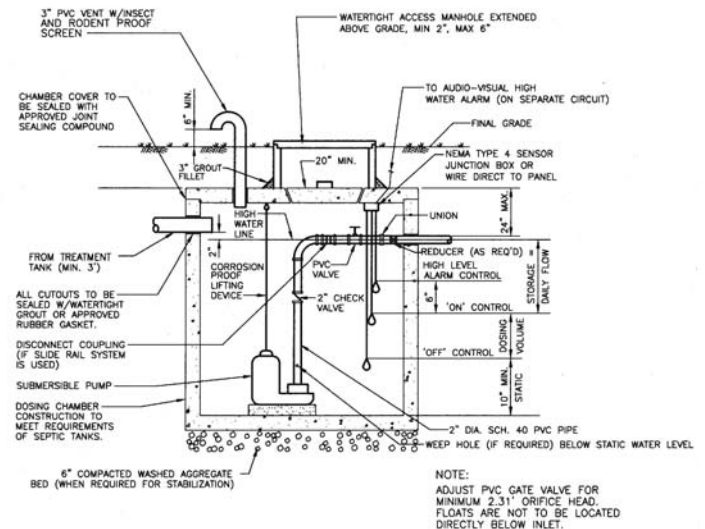 3" PVC VENT W/INSECT
AND RODENT PROOF
SCREEN
WATERTIGHT ACCESS MANHOLE EXTENDED
ABOVE GRADE, MIN 2", MAX 6"
CHAMBER COVER TO
BE SEALED WITH
APPROVED JOINT
SEALING COMPOUND
6" MIN.
TO AUDIO-VISUAL HIGH
WATER ALARM (ON SEPARATE CIRCUIT)
FINAL GRADE
3" GROUT
FILLET
20" MIN.
NEMA TYPE 4 SENSOR
JUNCTION BOX OR
WIRE DIRECT TO PANEL
24" MAX.
HIGH
WATER
LINE
UNION
FROM TREATMENT
TANK (MIN. 3')
2"
PVC
VALVE
REDUCER (AS REQ'D)
HIGH LEVEL
ALARM CONTROL
STORAGE =
DAILY FLOW
CORROSION
PROOF
LIFTING
DEVICE
2" CHECK
VALVE
6"
'ON' CONTROL
ALL CUTOUTS TO BE
SEALED W/WATERTIGHT
GROUT OR APPROVED
RUBBER GASKET.
DOSING
VOLUME
DISCONNECT COUPLING
(IF SLIDE RAIL SYSTEM
IS USED)
'OFF' CONTROL
SUBMERSIBLE PUMP
10" MIN.
STATIC
DOSING CHAMBER
CONSTRUCTION TO
MEET REQUIREMENTS
OF SEPTIC TANKS.
2" DIA. SCH. 40 PVC PIPE
WEEP HOLE (IF REQUIRED) BELOW STATIC WATER LEVEL
6" COMPACTED WASHED AGGREGATE
BED (WHEN REQUIRED FOR STABILIZATION)
NOTE:
ADJUST PVC GATE VALVE FOR
MINIMUM 2.31' ORIFICE HEAD.
FLOATS ARE NOT TO BE LOCATED
DIRECTLY BELOW INLET.